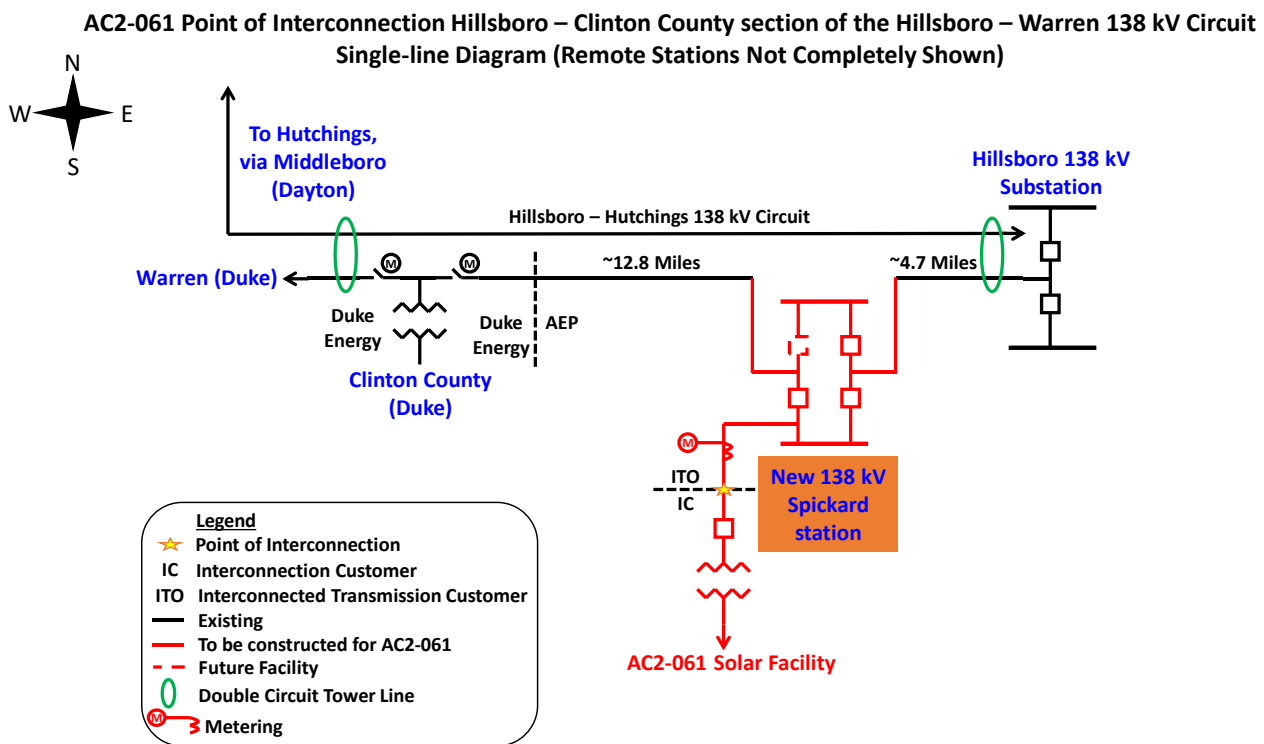 AC2-061 Point of Interconnection Hillsboro – Clinton County section of the Hillsboro – Warren 138 kV Circuit
Single-line Diagram (Remote Stations Not Completely Shown)
N
W
E
S
To Hutchings,
via Middleboro
(Dayton)
Hillsboro 138 kV
Substation
Hillsboro – Hutchings 138 kV Circuit
Warren (Duke)
M
M
~12.8 Miles
~4.7 Miles
Duke
Energy
Duke
Energy
AEP
Clinton County
(Duke)
M
ITO
IC
New 138 kV
Spickard
station
AC2-061 Solar Facility
Legend
Point of Interconnection
IC Interconnection Customer
ITO Interconnected Transmission Customer
Existing
To be constructed for AC2-061
Future Facility
Double Circuit Tower Line
M Metering